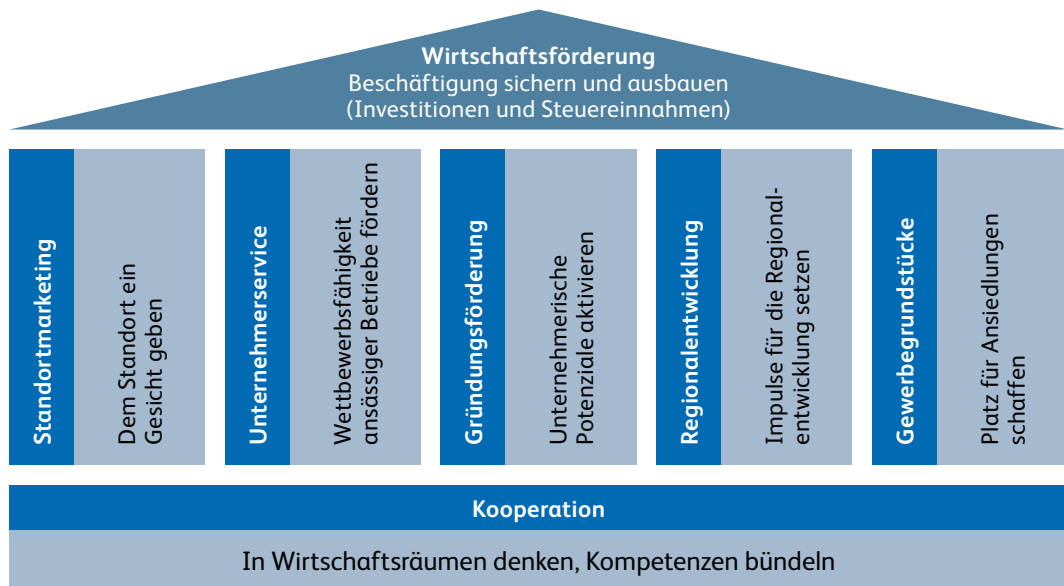 Wirtschaftsförderung
Beschäftigung sichern und ausbauen
(Investitionen und Steuereinnahmen)
Standortmarketing
Dem Standort ein
Gesicht geben
Unternehmerservice
Wettbewerbsfähigkeit
ansässiger Betriebe fördern
Gründungsförderung
Unternehmerische
Potenziale aktivieren
Regionalentwicklung
Impulse für die Regional-
entwicklung setzen
Gewerbegrundstücke
Platz für Ansiedlungen
schaffen
Kooperation
In Wirtschaftsräumen denken, Kompetenzen bündeln